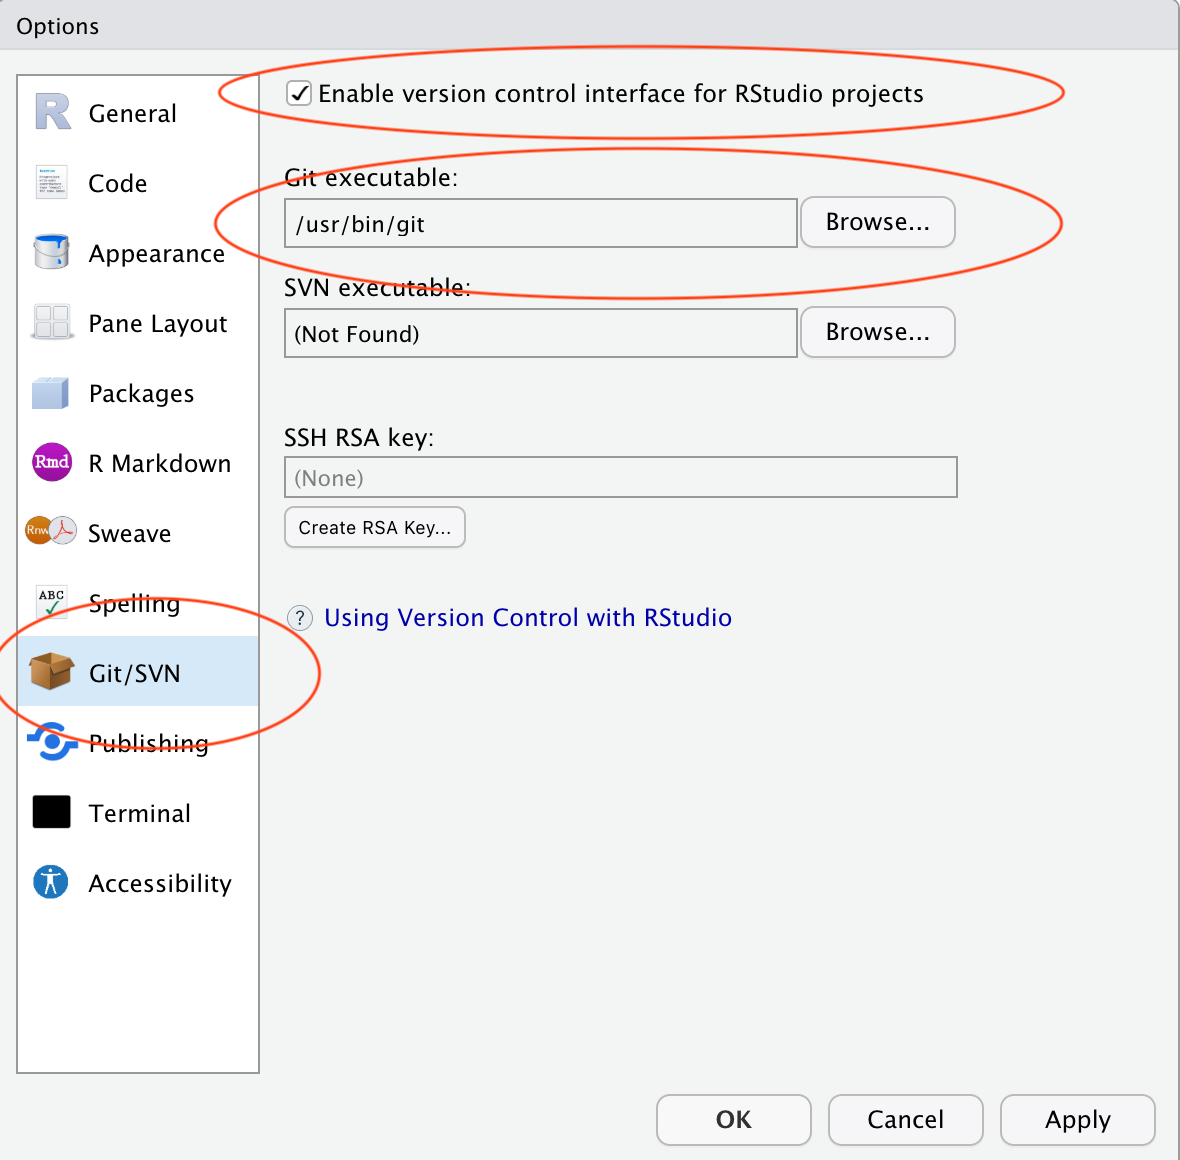 Options
General
Code
Appearance
Pane Layout
Packages
Rmd
R Markdown
Rnw
Sweave
ABC
Spelling
Git/SVN
Publishing
Terminal
Accessibility
Enable version control interface for RStudio projects
Git executable:
/usr/bin/git
Browse...
SVN executable:
(Not Found)
Browse...
SSH RSA key:
(None)
Create RSA Key...
? Using Version Control with RStudio
OK
Cancel
Apply